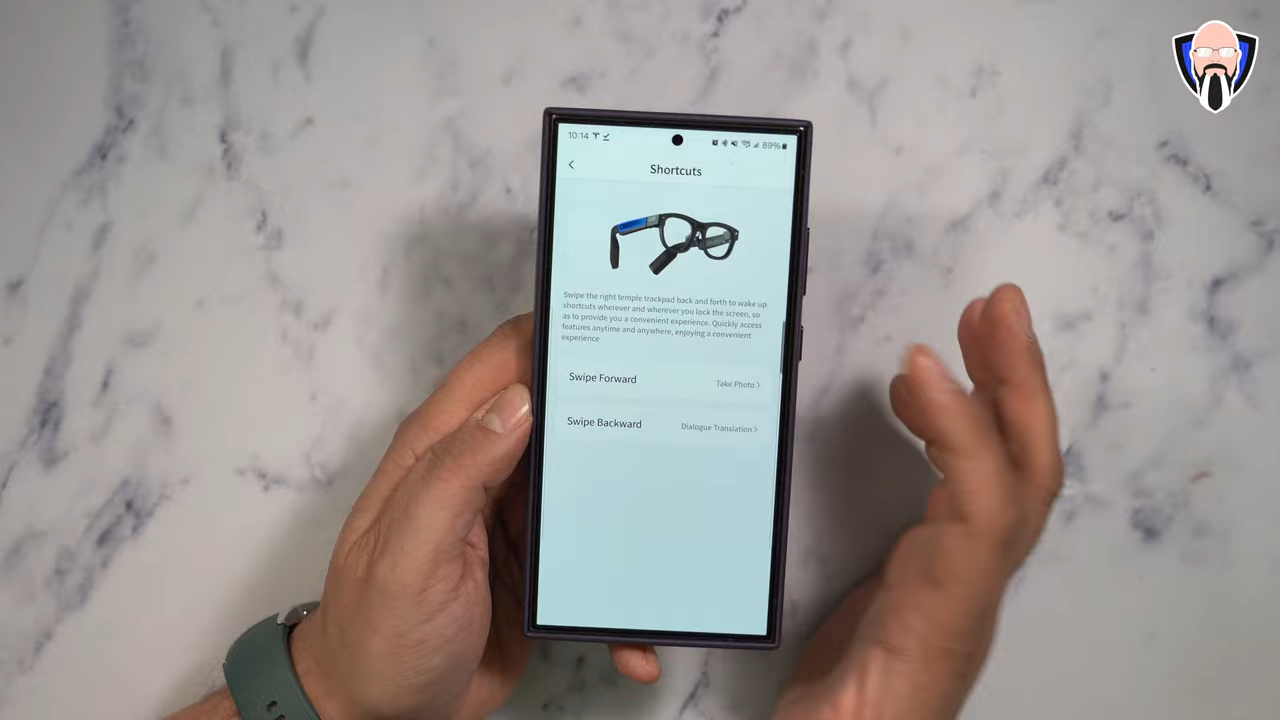 10:14
89%
Shortcuts
Swipe the right temple trackpad back and forth to wake up
shortcuts wherever and wherever you lock the screen, so
as to provide you a convenient experience. Quickly access
features anytime and anywhere, enjoying a convenient
experience
Swipe Forward
Take Photo
Swipe Backward
Dialogue Translation